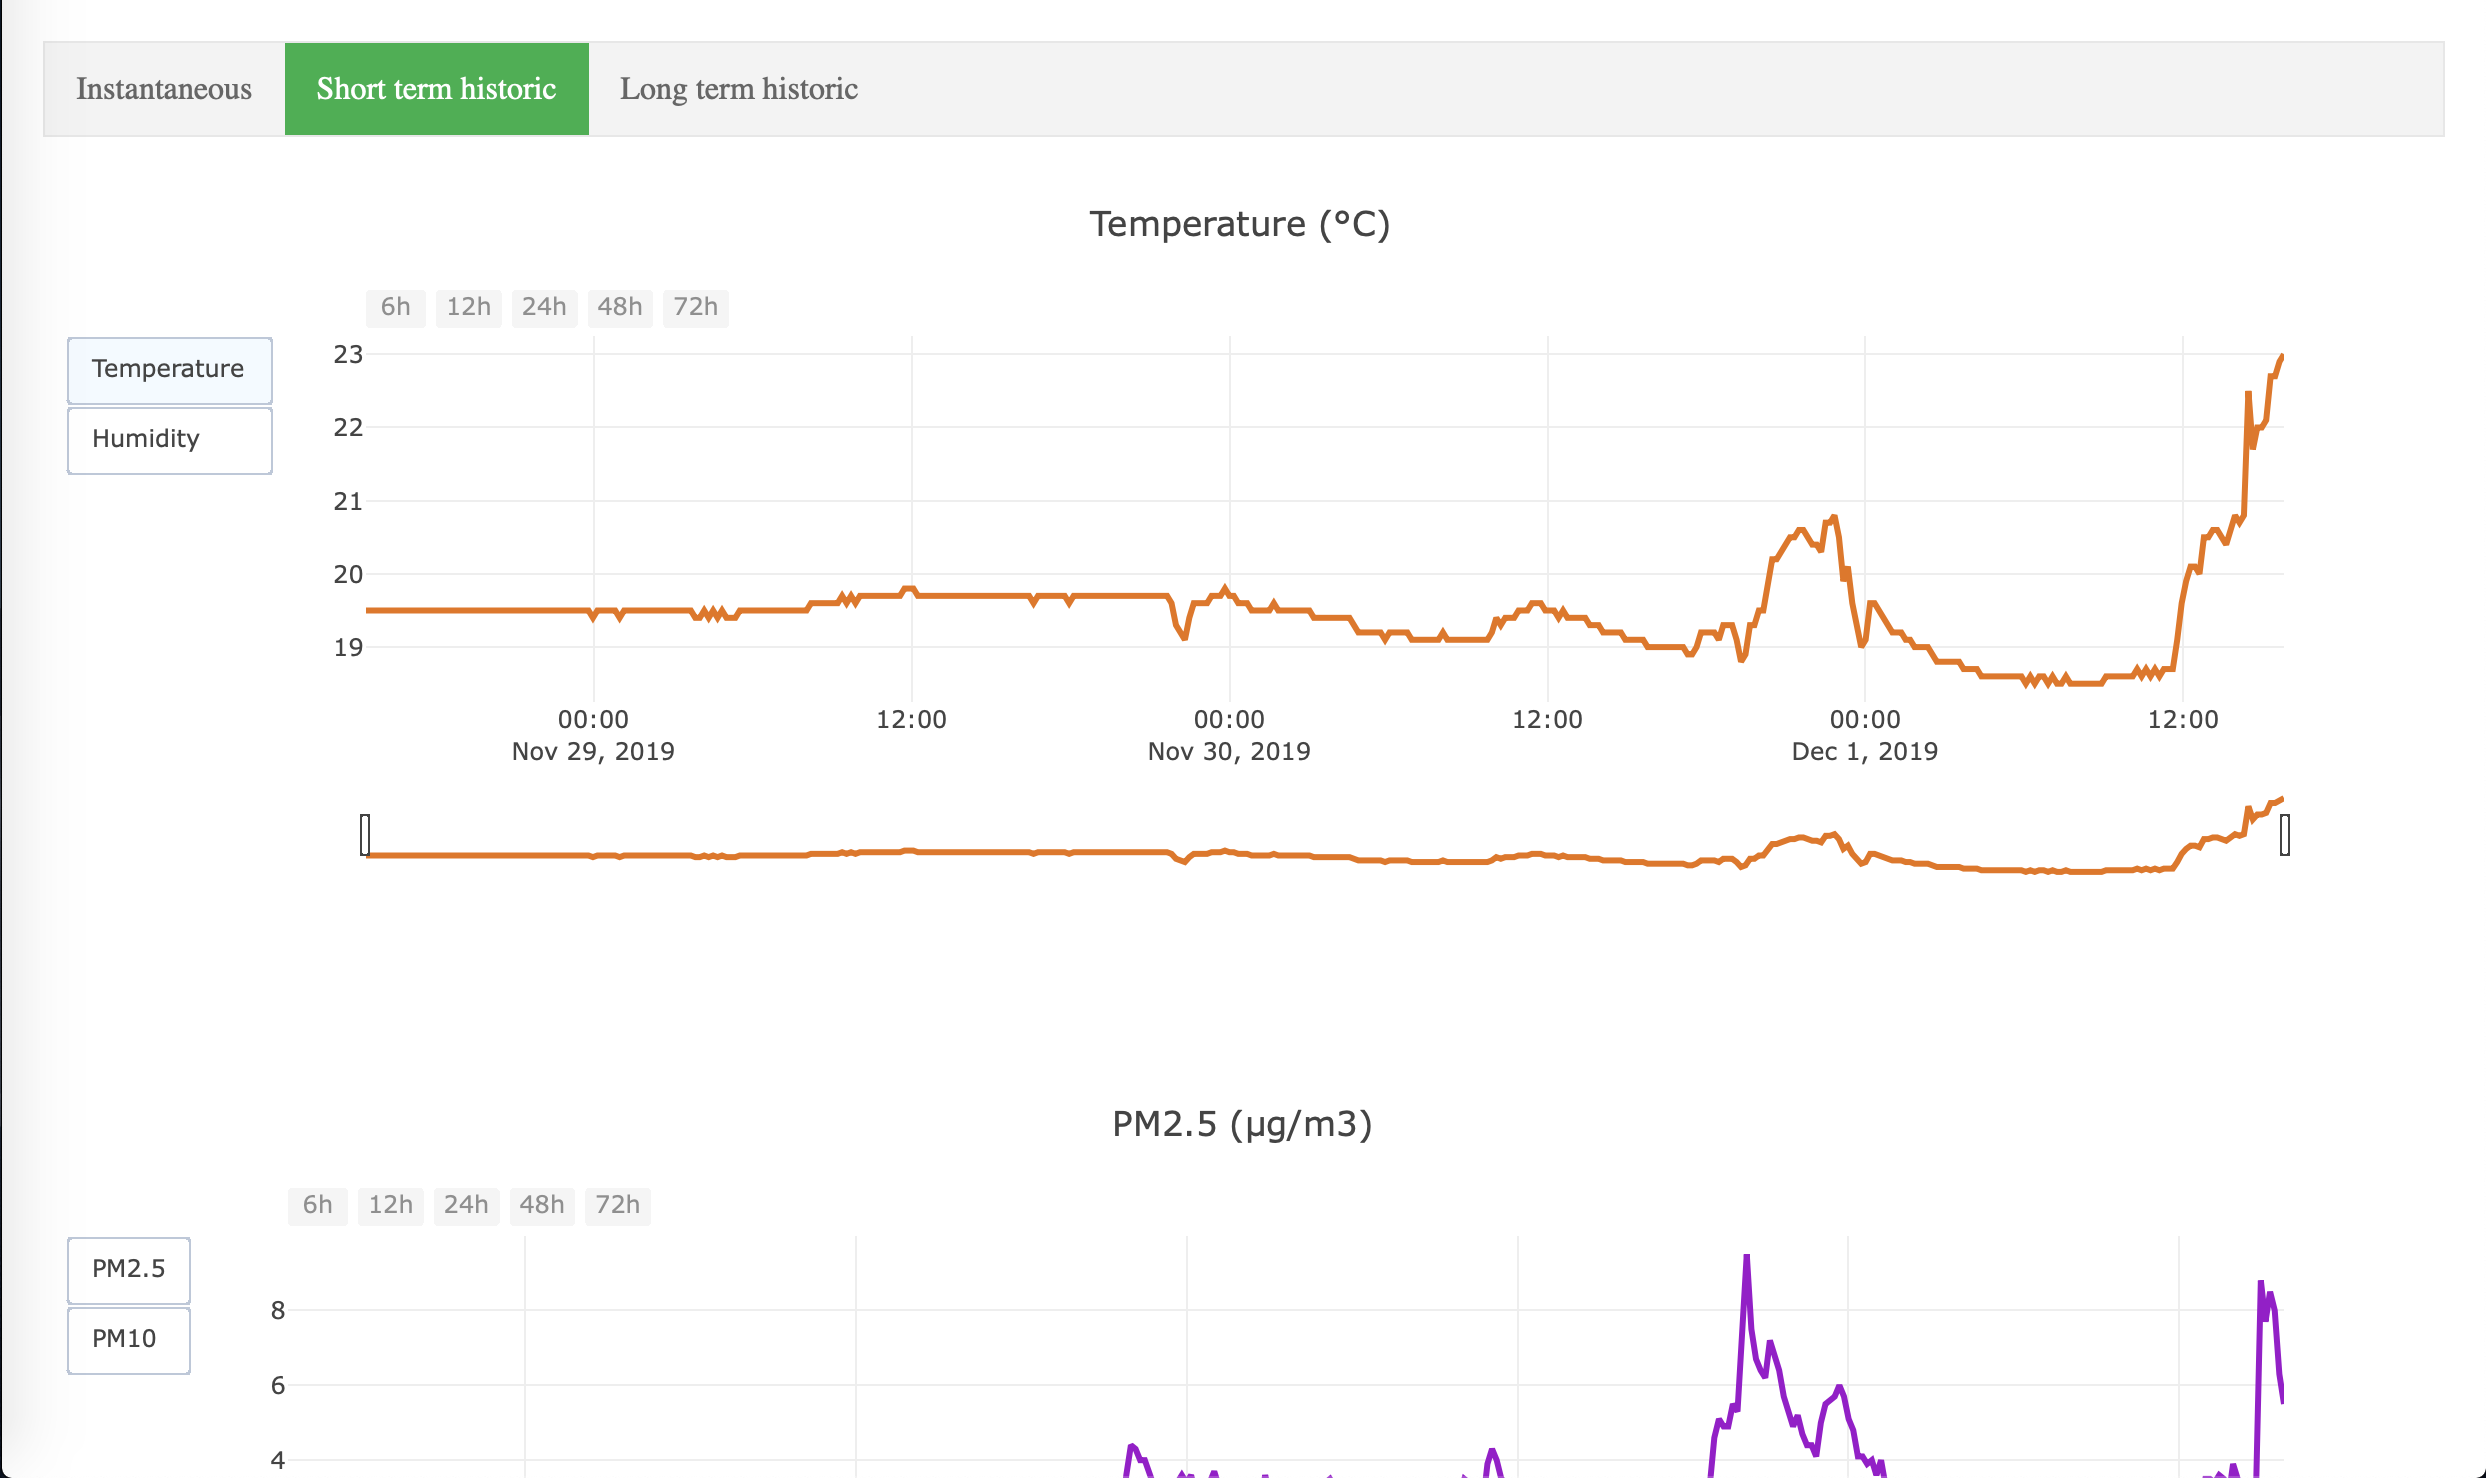 Instantaneous Short term historic Long term historic
Temperature (°C)
6h 12h 24h 48h 72h
Temperature
Humidity
23
22
21
20
19
00:00 12:00 00:00 12:00 00:00 12:00
Nov 29, 2019 Nov 30, 2019 Dec 1, 2019
PM2.5 (µg/m3)
6h 12h 24h 48h 72h
PM2.5
PM10
8
6
4